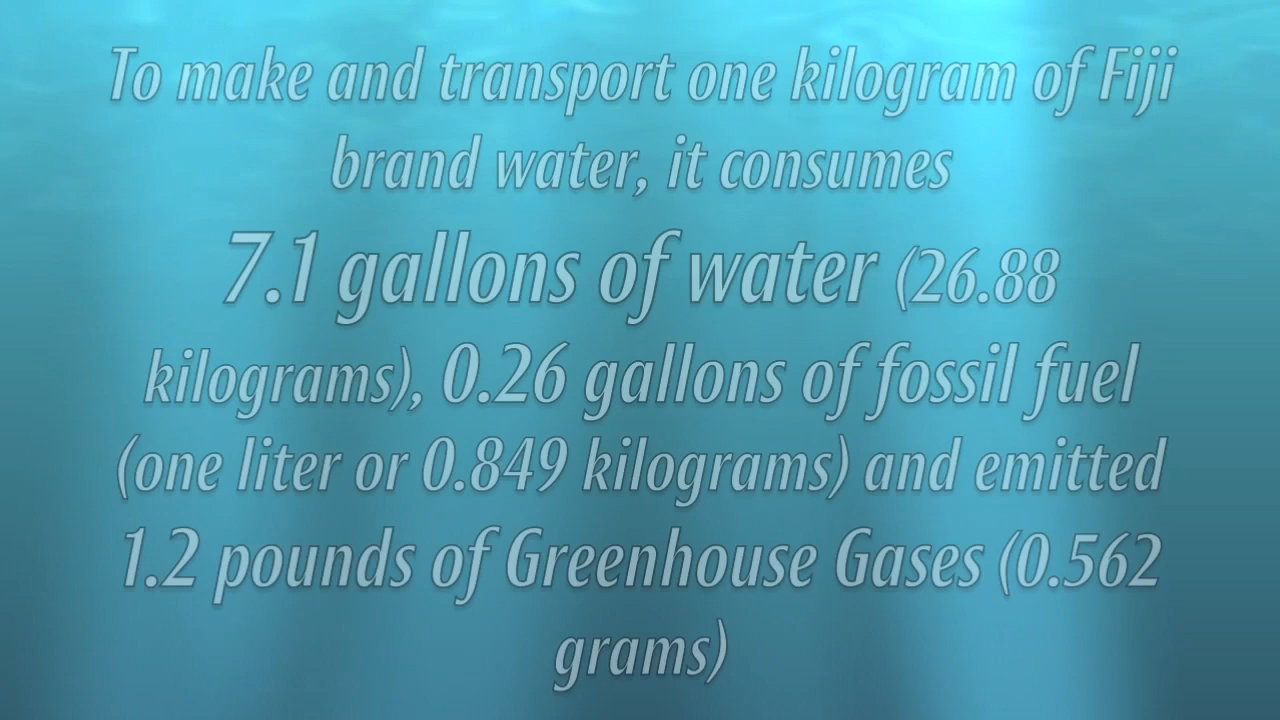 To make and transport one kilogram of Fiji
brand water, it consumes
7.1 gallons of water (26.88
kilograms), 0.26 gallons of fossil fuel
(one liter or 0.849 kilograms) and emitted
1.2 pounds of Greenhouse Gases (0.562
grams)